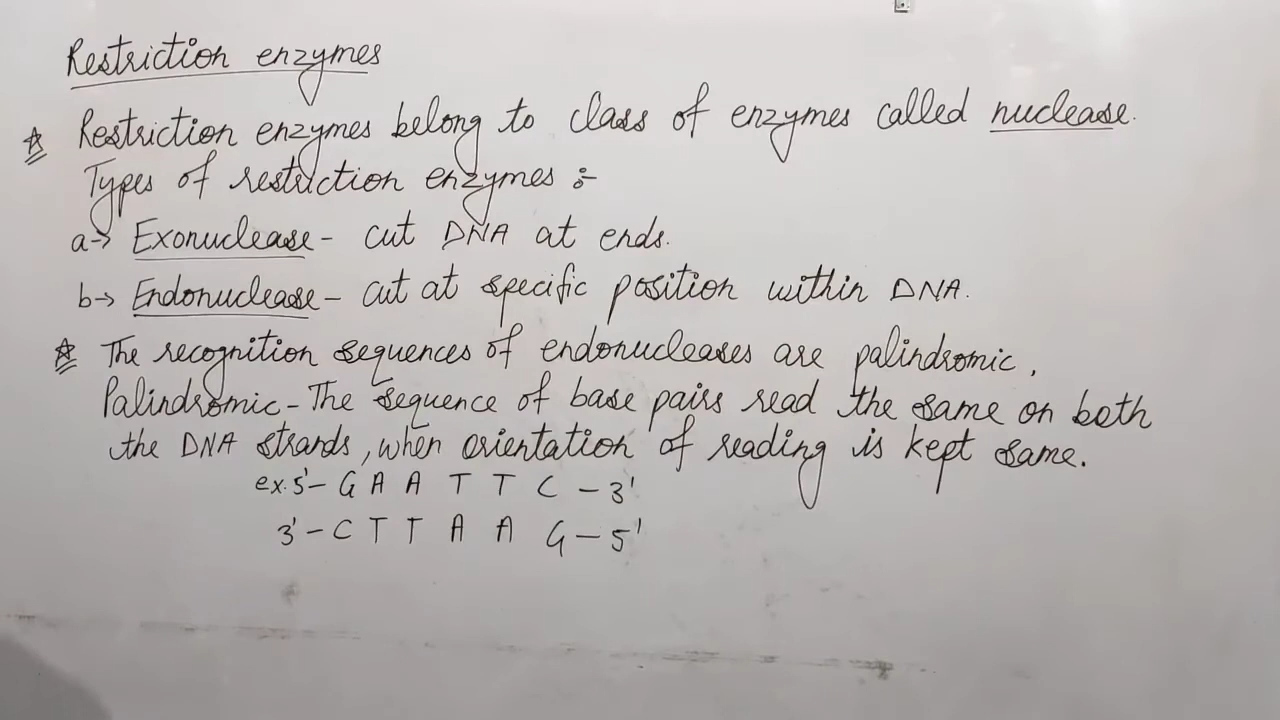 Restriction enzymes
☆ Restriction enzymes belong to class of enzymes called nuclease.
Types of restriction enzymes :-
a→ Exonuclease - cut DNA at ends.
b→ Endonuclease - cut at specific position within DNA.
☆ The recognition sequences of endonucleases are palindromic.
Palindromic - The sequence of base pairs read the same on both
the DNA strands, when orientation of reading is kept same.
ex. 5'- G A A T T C - 3'
3'- C T T A A G - 5'